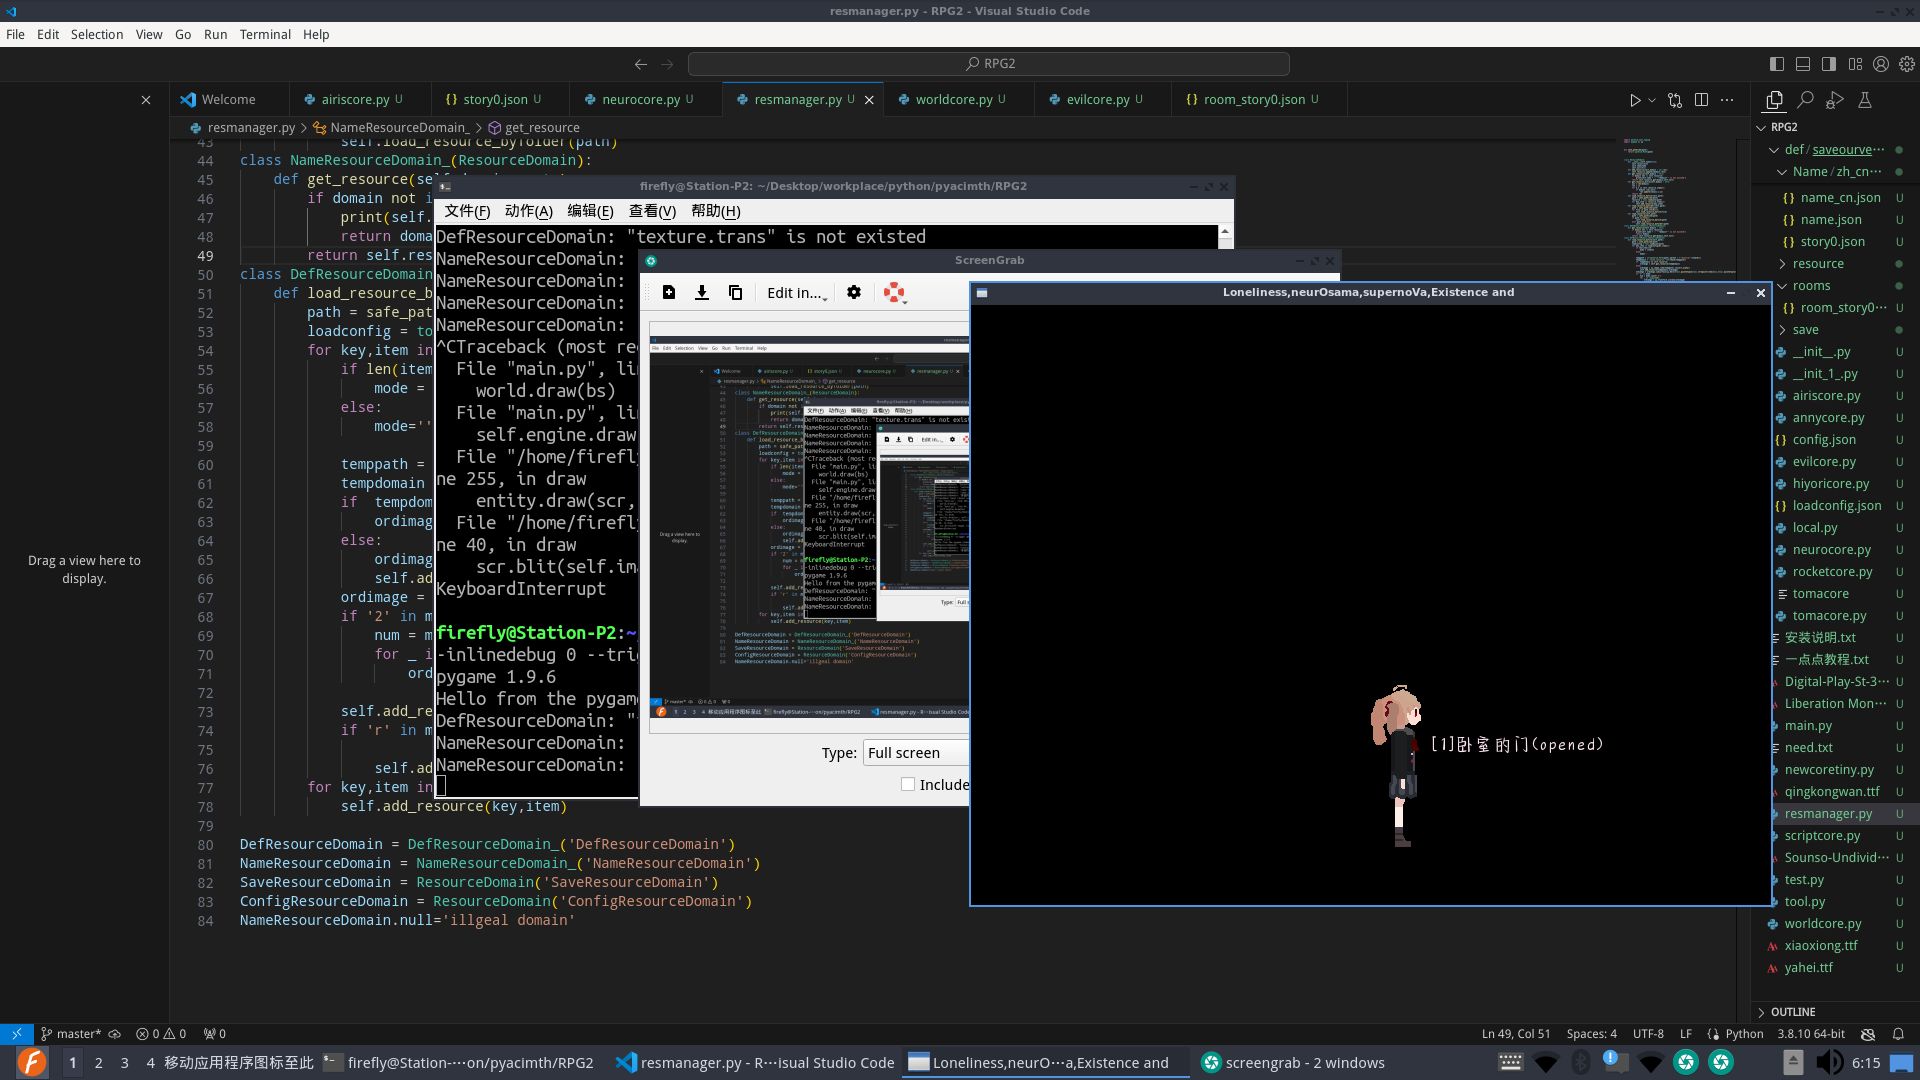 resmanager.py - RPG2 - Visual Studio Code
File Edit Selection View Go Run Terminal Help
RPG2
Welcome
airiscore.py U
{} story0.json U
neurocore.py U
resmanager.py U
worldcore.py U
evilcore.py U
{} room_story0.json U
resmanager.py > NameResourceDomain_ > get_resource
43 self.load_resource_byfolder(path)
44 class NameResourceDomain_(ResourceDomain):
45 def get_resource(se
46 if domain not i
47 print(self.
48 return doma
49 return self.res
50 class DefResourceDomain
51 def load_resource_b
52 path = safe_pat
53 loadconfig = to
54 for key,item in
55 if len(item
56 mode =
57 else:
58 mode=''
59
60 temppath =
61 tempdomain
62 if tempdom
63 ordimag
64 else:
65 ordimag
66 self.ad
67 ordimage =
68 if '2' in m
69 num = m
70 for _ i
71 ord
72
73 self.add_re
74 if 'r' in m
75
76 self.ad
77 for key,item in
78 self.add_resource(key,item)
79
80 DefResourceDomain = DefResourceDomain_('DefResourceDomain')
81 NameResourceDomain = NameResourceDomain_('NameResourceDomain')
82 SaveResourceDomain = ResourceDomain('SaveResourceDomain')
83 ConfigResourceDomain = ResourceDomain('ConfigResourceDomain')
84 NameResourceDomain.null='illgeal domain'
Drag a view here to
display.
firefly@Station-P2: ~/Desktop/workplace/python/pyacimth/RPG2
文件(F) 动作(A) 编辑(E) 查看(V) 帮助(H)
DefResourceDomain: "texture.trans" is not existed
NameResourceDomain:
NameResourceDomain:
NameResourceDomain:
NameResourceDomain:
^CTraceback (most re
File "main.py", li
world.draw(bs)
File "main.py", li
self.engine.draw
File "/home/firefl
ne 255, in draw
entity.draw(scr,
File "/home/firefl
ne 40, in draw
scr.blit(self.im
KeyboardInterrupt
firefly@Station-P2:~
-inlinedebug 0 --tri
pygame 1.9.6
Hello from the pygam
DefResourceDomain: "
NameResourceDomain:
NameResourceDomain:
ScreenGrab
Edit in...
Type: Full screen
Include
Loneliness,neurOsama,supernoVa,Existence and
[1]卧室的门(opened)
RPG2
def / saveourve···
Name / zh_cn···
{} name_cn.json U
{} name.json U
{} story0.json U
resource
rooms
{} room_story0··· U
save
__init__.py U
__init_1_.py U
airiscore.py U
annycore.py U
{} config.json U
evilcore.py U
hiyoricore.py U
{} loadconfig.json U
local.py U
neurocore.py U
rocketcore.py U
tomacore U
tomacore.py U
安装说明.txt U
一点点教程.txt U
Digital-Play-St-3··· U
Liberation Mon··· U
main.py U
need.txt U
newcoretiny.py U
qingkongwan.ttf U
resmanager.py U
scriptcore.py U
Sounso-Undivid··· U
test.py U
tool.py U
worldcore.py U
xiaoxiong.ttf U
yahei.ttf U
OUTLINE
master* 0 0 0
Ln 49, Col 51 Spaces: 4 UTF-8 LF Python 3.8.10 64-bit
1 2 3 4 移动应用程序图标至此 firefly@Station-···on/pyacimth/RPG2 resmanager.py - R···isual Studio Code Loneliness,neurO···a,Existence and screengrab - 2 windows 6:15